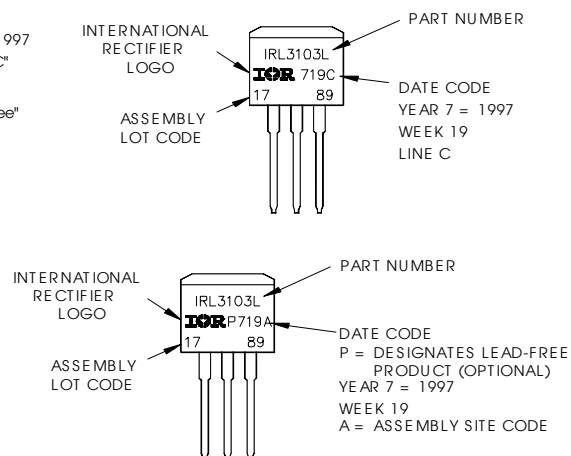 997
C"
ee"
INTERNATIONAL
RECTIFIER
LOGO
ASSEMBLY
LOT CODE
IRL3103L
IOR 719C
17 89
PART NUMBER
DATE CODE
YEAR 7 = 1997
WEEK 19
LINE C
INTERNATIONAL
RECTIFIER
LOGO
ASSEMBLY
LOT CODE
IRL3103L
IOR P719A
17 89
PART NUMBER
DATE CODE
P = DESIGNATES LEAD-FREE
PRODUCT (OPTIONAL)
YEAR 7 = 1997
WEEK 19
A = ASSEMBLY SITE CODE